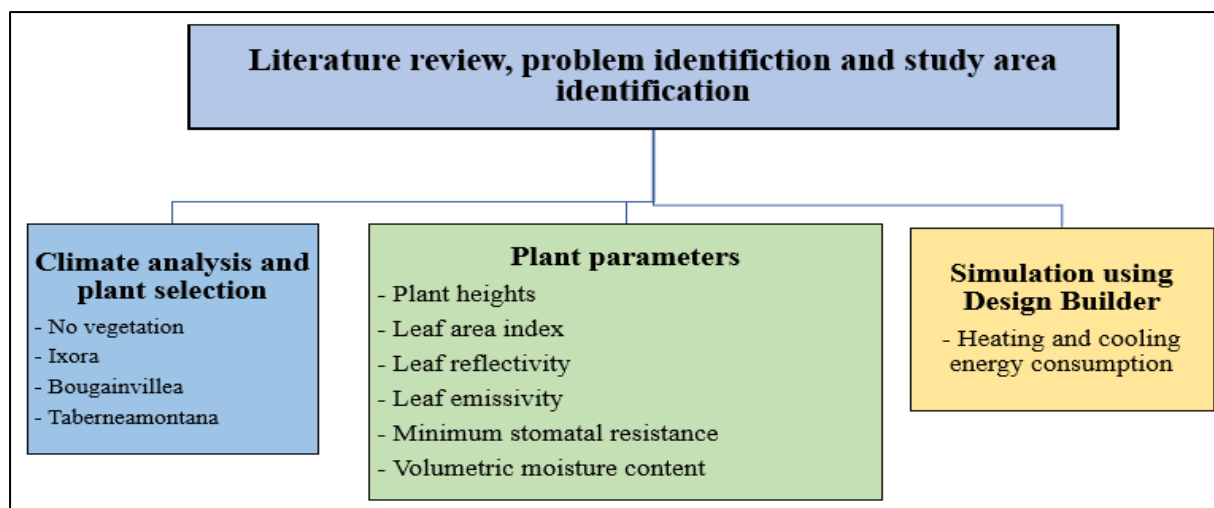 Literature review, problem identifiction and study area
identification
Climate analysis and
plant selection
- No vegetation
- Ixora
- Bougainvillea
- Taberneamontana
Plant parameters
- Plant heights
- Leaf area index
- Leaf reflectivity
- Leaf emissivity
- Minimum stomatal resistance
- Volumetric moisture content
Simulation using
Design Builder
- Heating and cooling
energy consumption